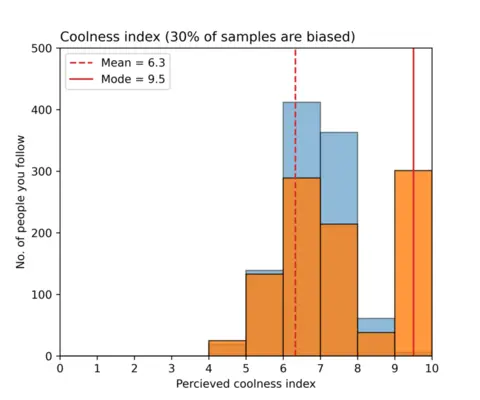 Coolness index (30% of samples are biased)
Mean = 6.3
Mode = 9.5
500
400
300
200
100
0
No. of people you follow
0 1 2 3 4 5 6 7 8 9 10
Percieved coolness index